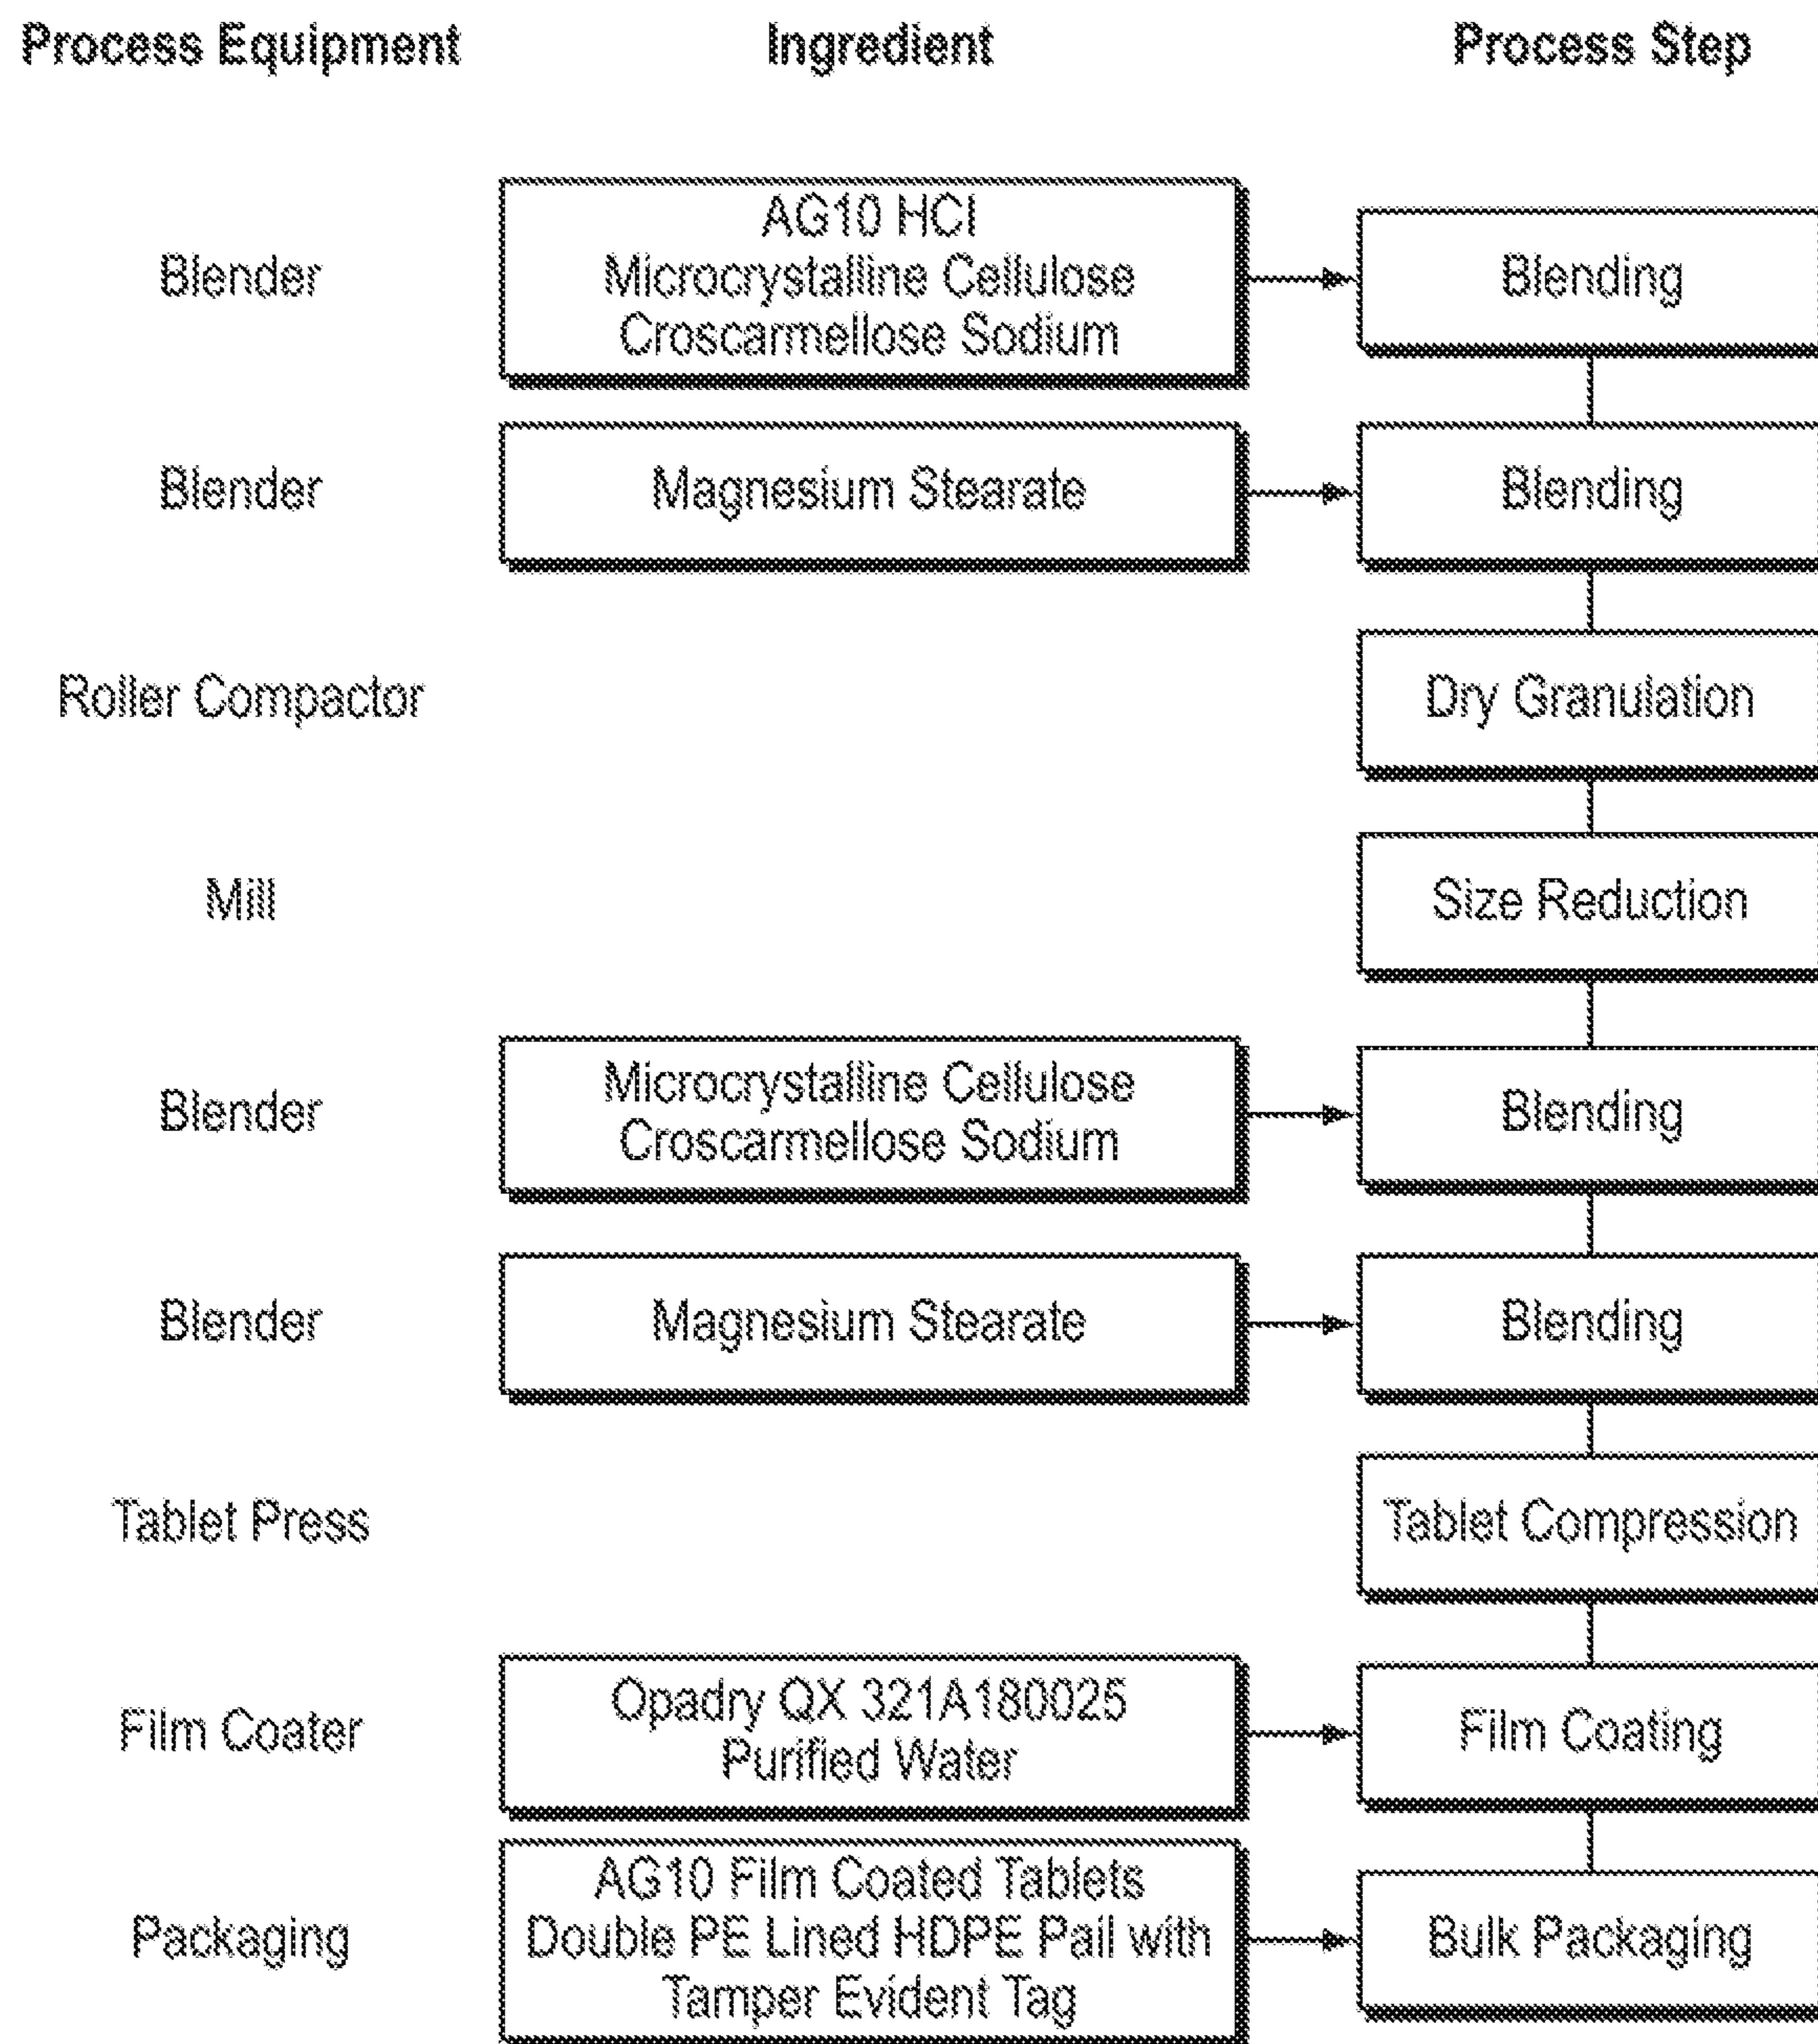 Process Equipment Ingredient Process Step
Blender
AG10 HCl
Microcrystalline Cellulose
Croscarmellose Sodium
Blending
Blender
Magnesium Stearate
Blending
Roller Compactor
Dry Granulation
Mill
Size Reduction
Blender
Microcrystalline Cellulose
Croscarmellose Sodium
Blending
Blender
Magnesium Stearate
Blending
Tablet Press
Tablet Compression
Film Coater
Opadry QX 321A180025
Purified Water
Film Coating
Packaging
AG10 Film Coated Tablets
Double PE Lined HDPE Pail with
Tamper Evident Tag
Bulk Packaging